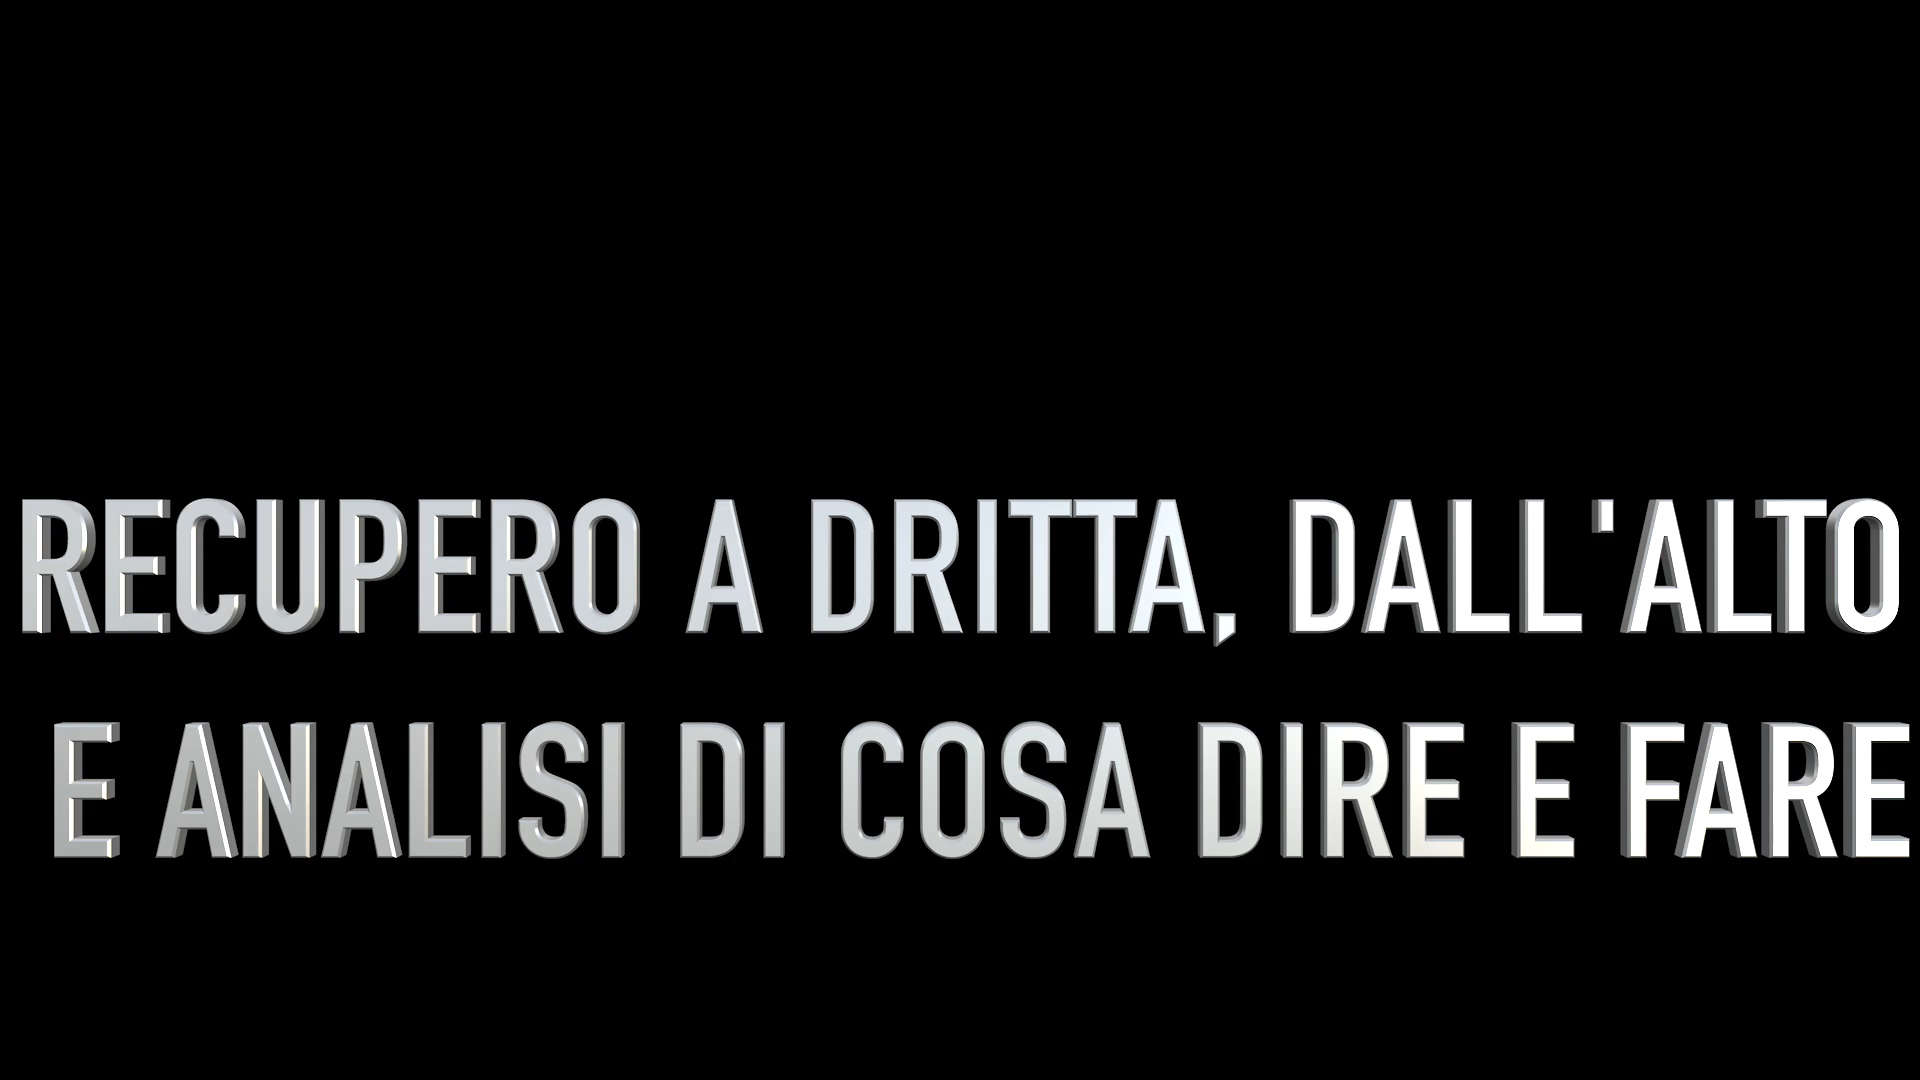 RECUPERO A DRITTA, DALL'ALTO
E ANALISI DI COSA DIRE E FARE